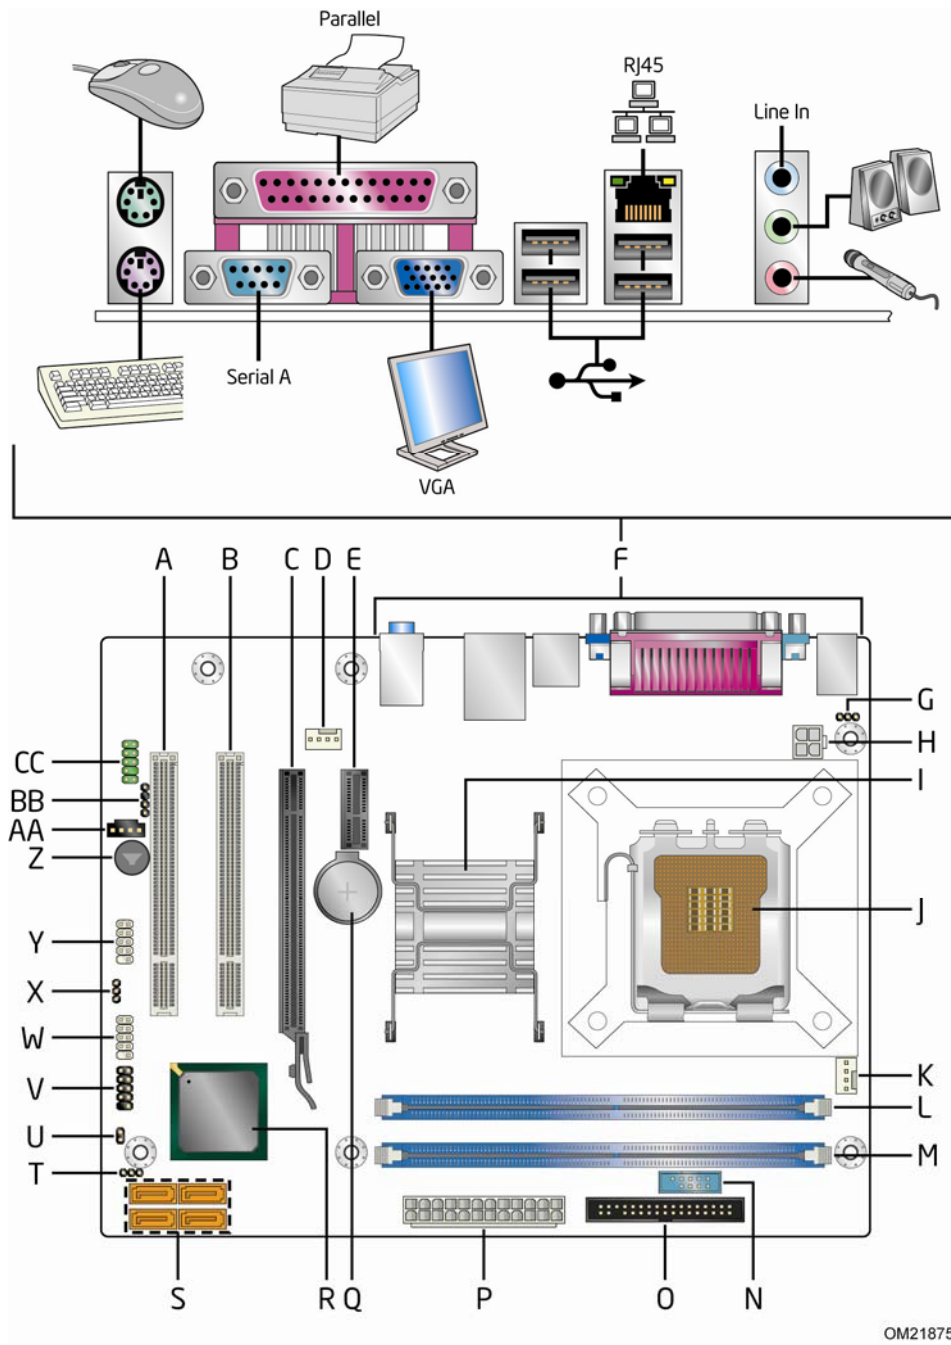 Parallel
RJ45
Line In
Serial A
VGA
F
A B C D E
G
H
CC
I
BB
AA
Z
J
Y
X
W
K
V
L
U
M
T
S R Q P O N
OM21875